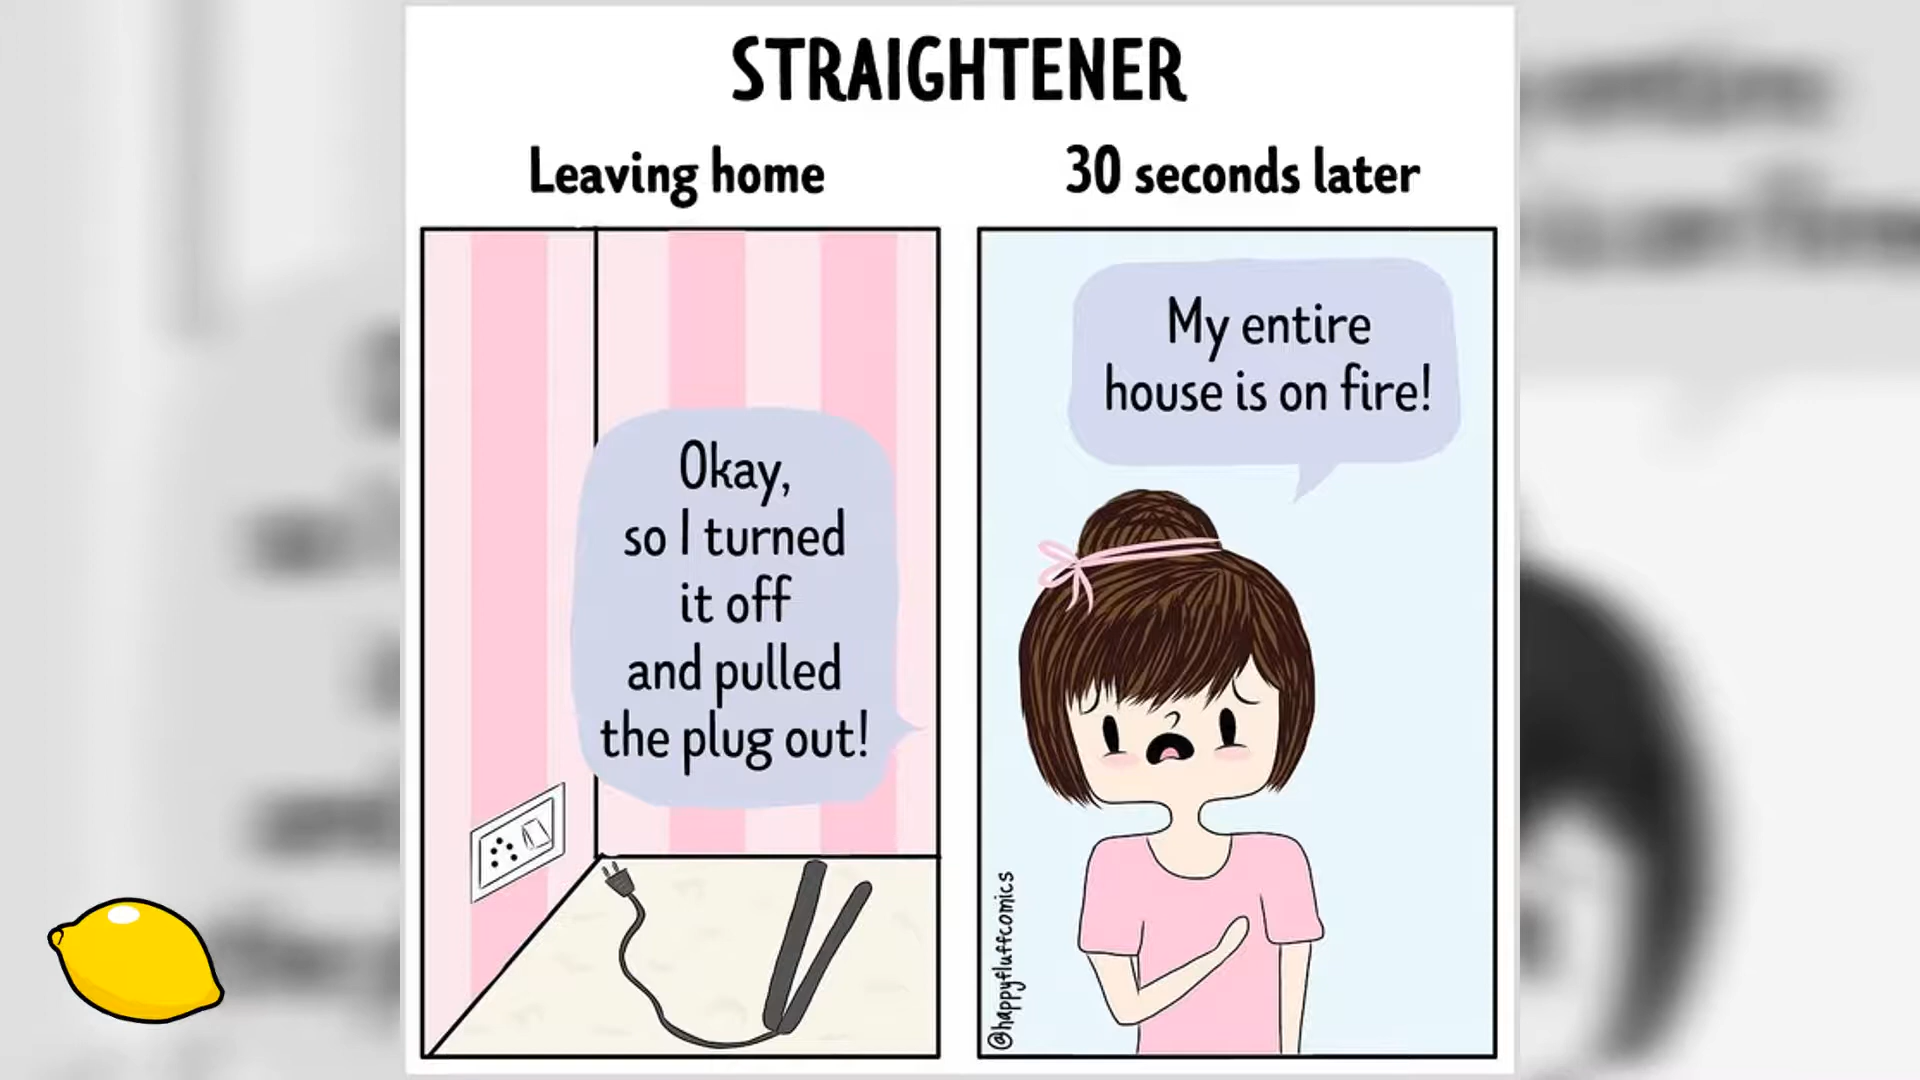 STRAIGHTENER
Leaving home
30 seconds later
Okay,
so I turned
it off
and pulled
the plug out!
My entire
house is on fire!
@happyfluffcomics